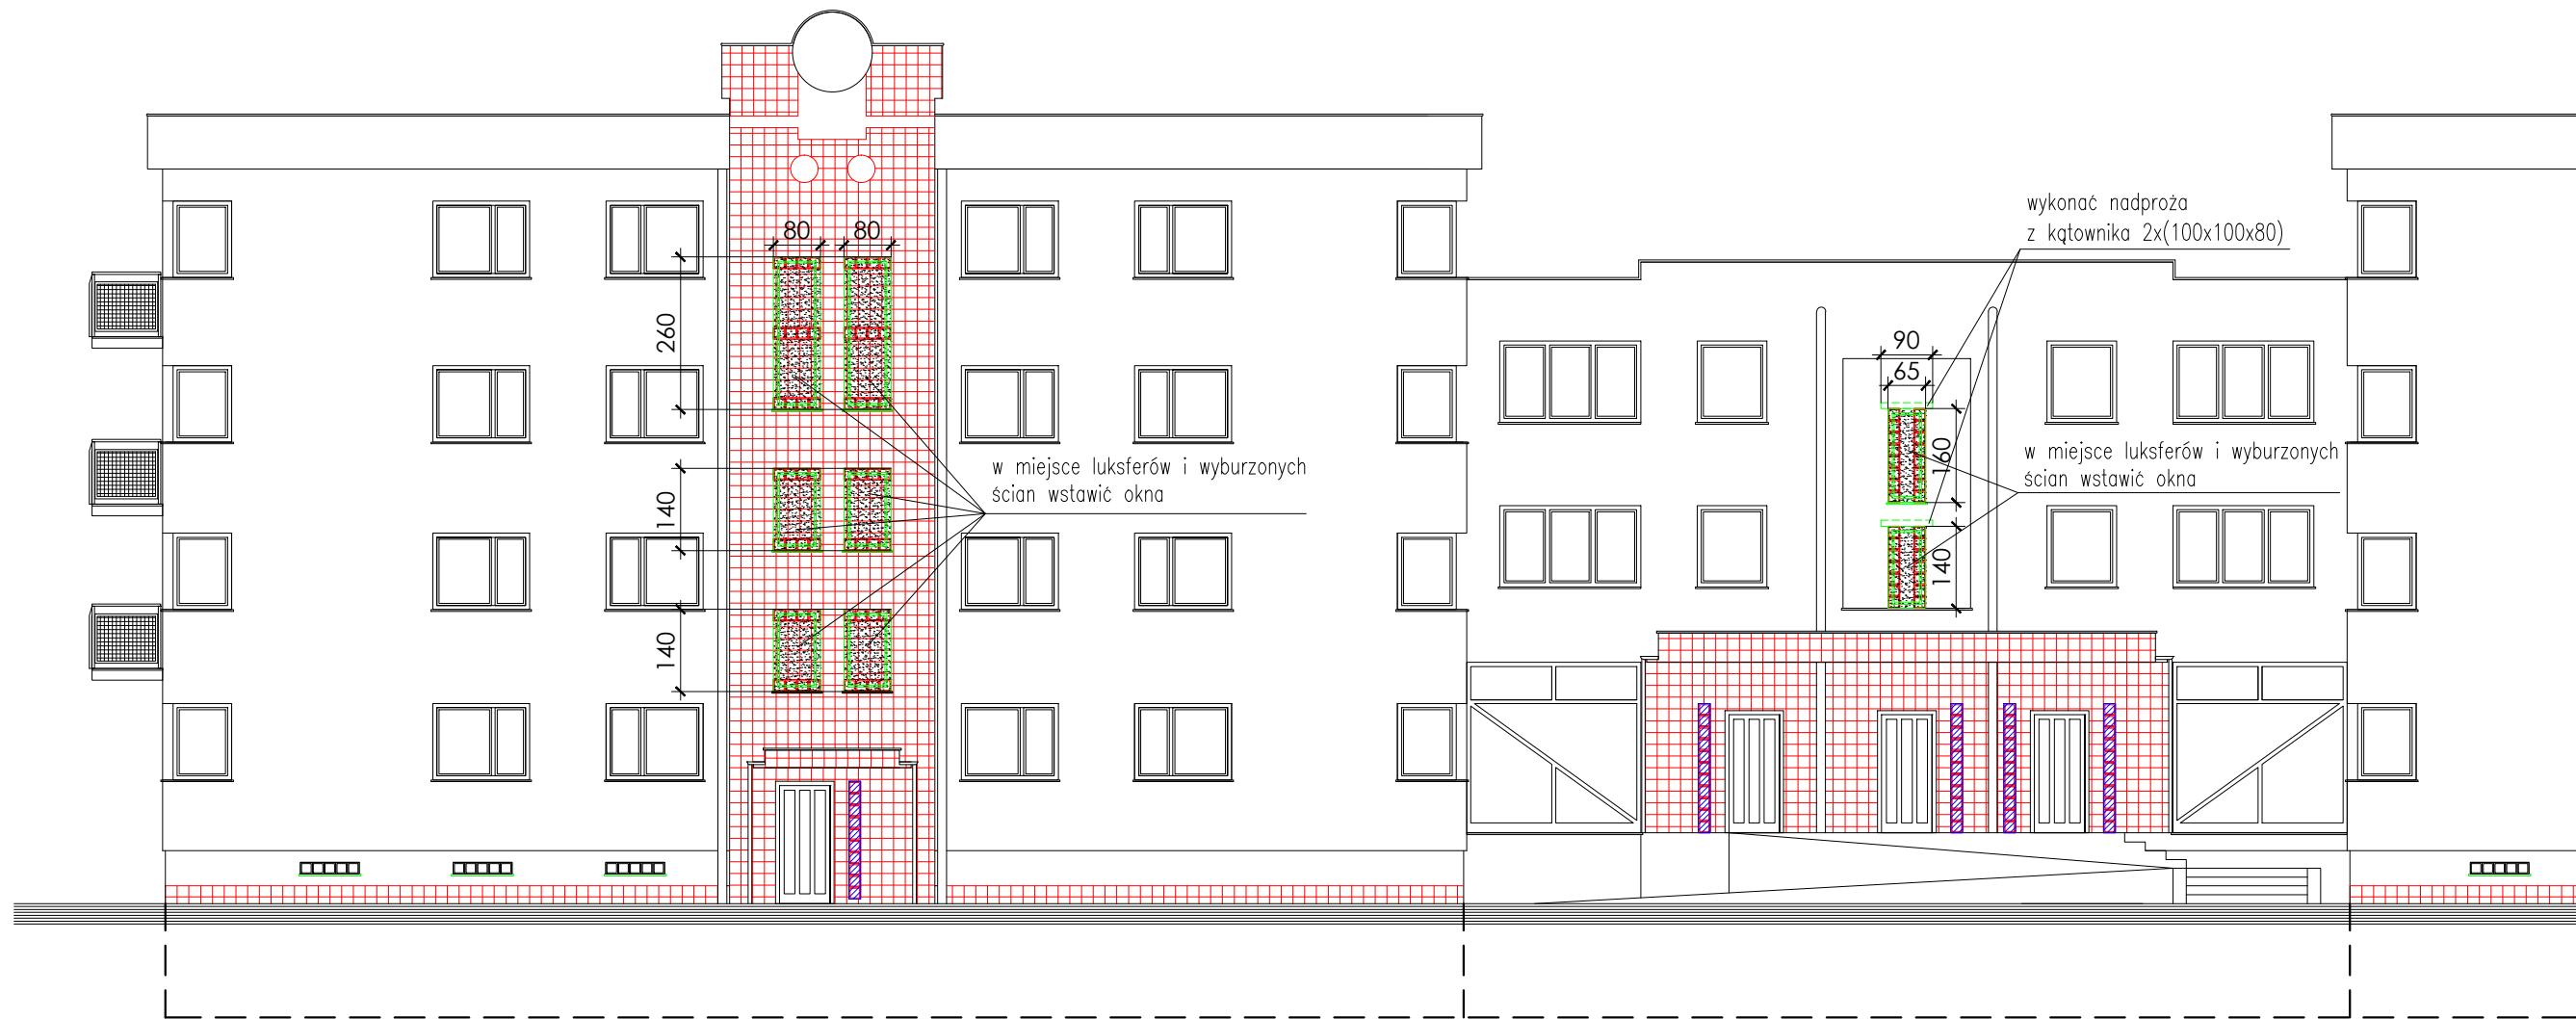 80
80
260
140
140
w miejsce luksferów i wyburzonych
ścian wstawić okna
wykonać nadproża
z kątownika 2x(100x100x80)
90
65
160
140
w miejsce luksferów i wyburzonych
ścian wstawić okna